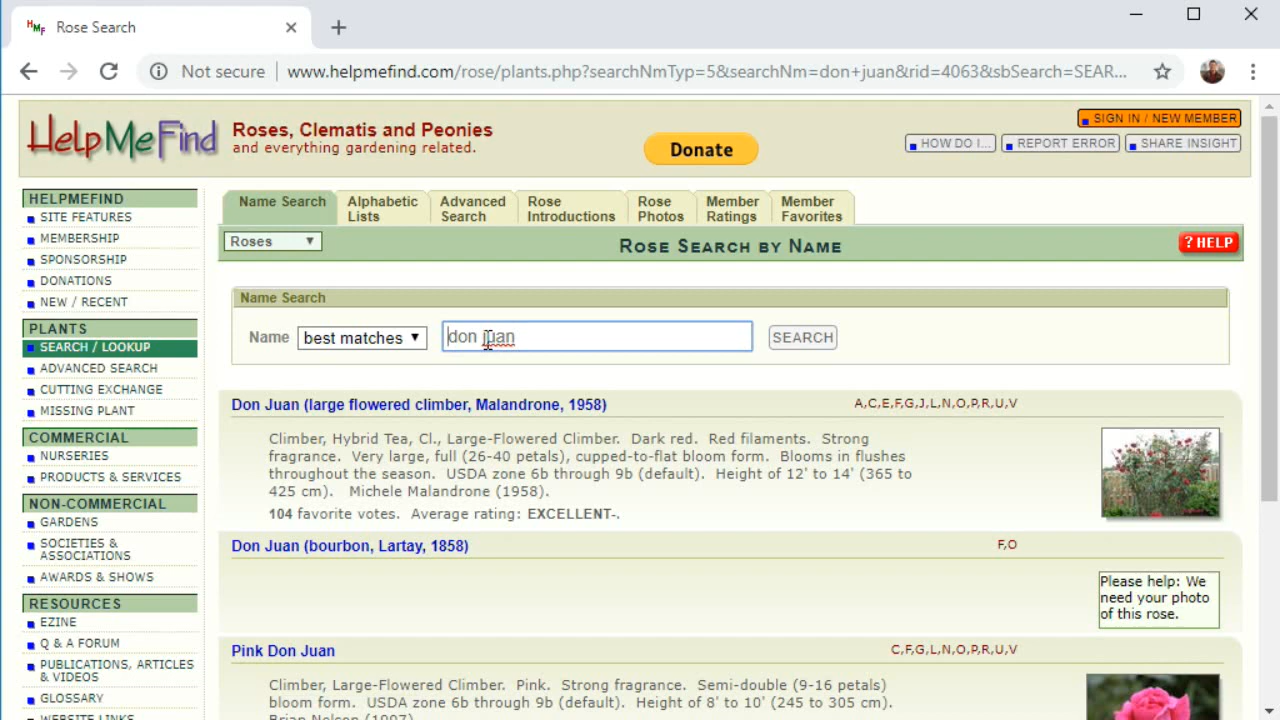 HMF Rose Search
Not secure www.helpmefind.com/rose/plants.php?searchNmTyp=5&searchNm=don+juan&rid=4063&sbSearch=SEAR...
HelpMeFind
Roses, Clematis and Peonies
and everything gardening related.
Donate
SIGN IN / NEW MEMBER
HOW DO I... REPORT ERROR SHARE INSIGHT
HELPMEFIND
SITE FEATURES
MEMBERSHIP
SPONSORSHIP
DONATIONS
NEW / RECENT
PLANTS
SEARCH / LOOKUP
ADVANCED SEARCH
CUTTING EXCHANGE
MISSING PLANT
COMMERCIAL
NURSERIES
PRODUCTS & SERVICES
NON-COMMERCIAL
GARDENS
SOCIETIES &
ASSOCIATIONS
AWARDS & SHOWS
RESOURCES
EZINE
Q & A FORUM
PUBLICATIONS, ARTICLES
& VIDEOS
GLOSSARY
WEBSITE LINKS
Name Search
Alphabetic
Lists
Advanced
Search
Rose
Introductions
Rose
Photos
Member
Ratings
Member
Favorites
Roses
Rose Search by Name
? HELP
Name Search
Name best matches don juan SEARCH
Don Juan (large flowered climber, Malandrone, 1958) A,C,E,F,G,J,L,N,O,P,R,U,V
Climber, Hybrid Tea, Cl., Large-Flowered Climber. Dark red. Red filaments. Strong
fragrance. Very large, full (26-40 petals), cupped-to-flat bloom form. Blooms in flushes
throughout the season. USDA zone 6b through 9b (default). Height of 12' to 14' (365 to
425 cm). Michele Malandrone (1958).
104 favorite votes. Average rating: EXCELLENT-.
Don Juan (bourbon, Lartay, 1858) F,O
Please help: We
need your photo
of this rose.
Pink Don Juan C,F,G,L,N,O,P,R,U,V
Climber, Large-Flowered Climber. Pink. Strong fragrance. Semi-double (9-16 petals)
bloom form. USDA zone 6b through 9b (default). Height of 8' to 10' (245 to 305 cm).
Brian Nelson (1997).